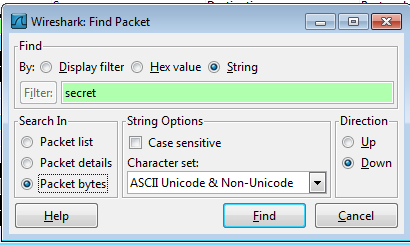 Wireshark: Find Packet
Find
By: Display filter Hex value String
Filter: secret
Search In
Packet list
Packet details
Packet bytes
String Options
Case sensitive
Character set:
ASCII Unicode & Non-Unicode
Direction
Up
Down
Help Find Cancel